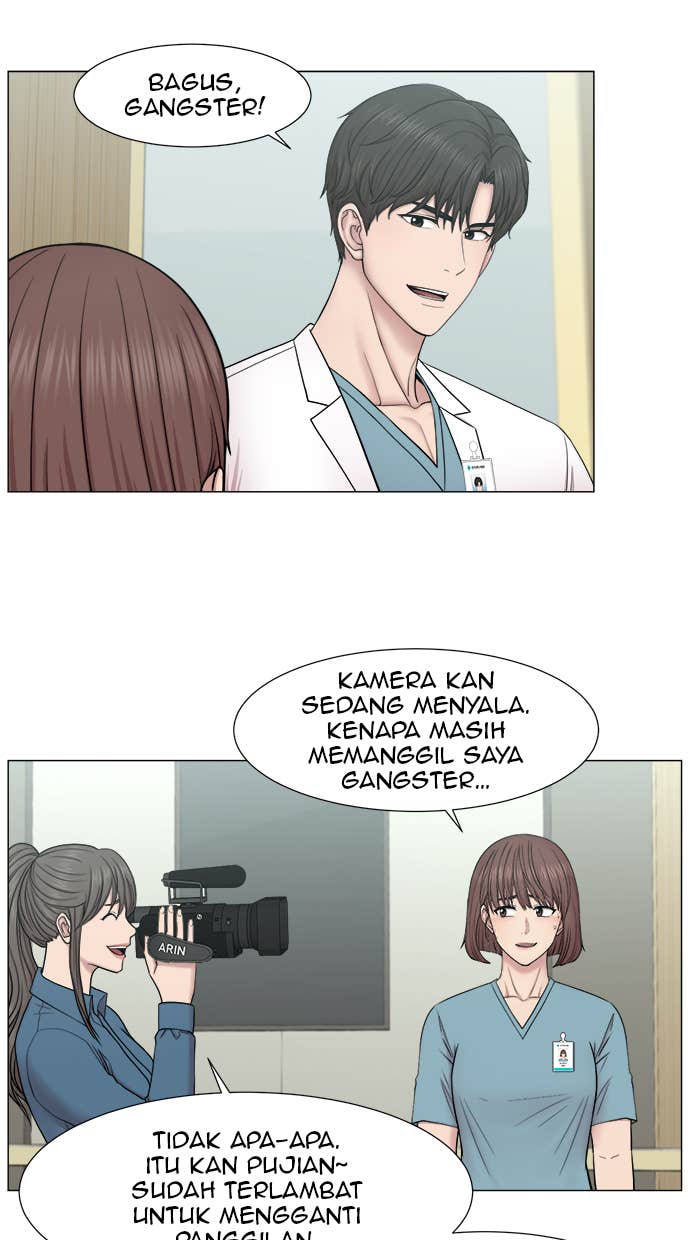 BAGUS,
GANGSTER!
KAMERA KAN
SEDANG MENYALA.
KENAPA MASIH
MEMANGGIL SAYA
GANGSTER...
ARIN
TIDAK APA-APA.
ITU KAN PUJIAN~
SUDAH TERLAMBAT
UNTUK MENGGANTI
PANGGILAN